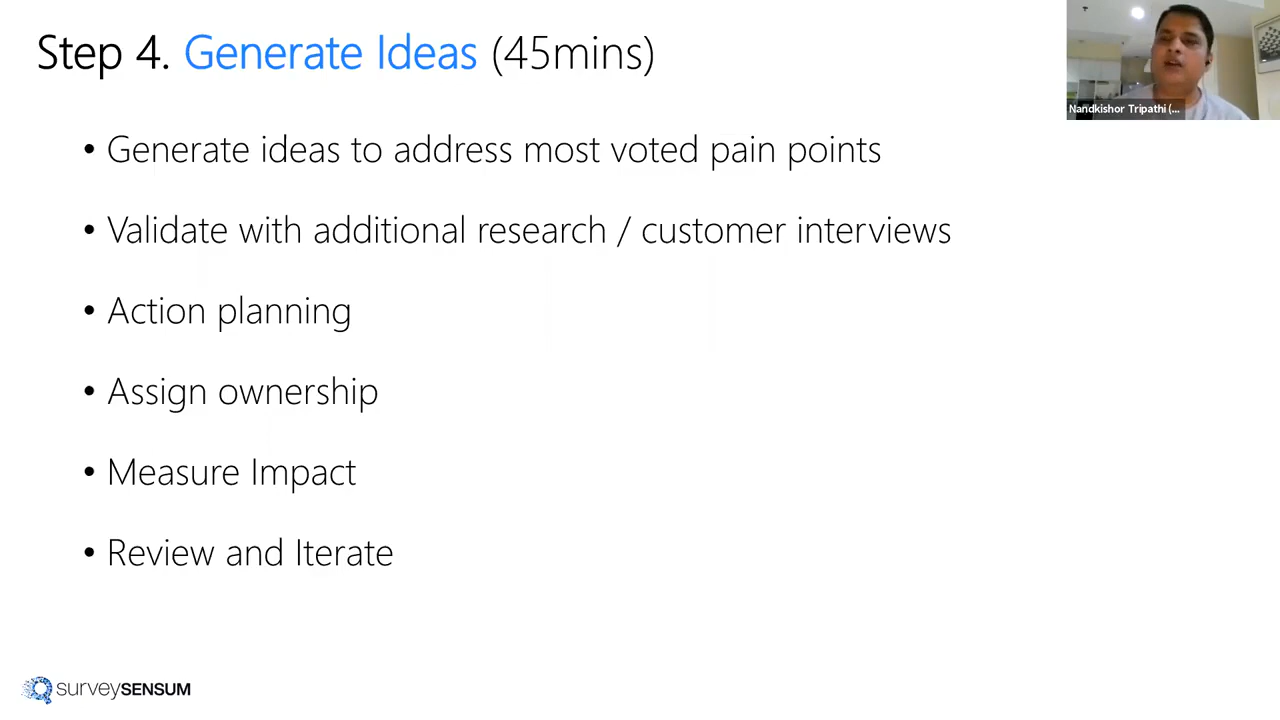 Step 4. Generate Ideas (45mins)
Nandkishor Tripathi (...
• Generate ideas to address most voted pain points
• Validate with additional research / customer interviews
• Action planning
• Assign ownership
• Measure Impact
• Review and Iterate
surveySENSUM